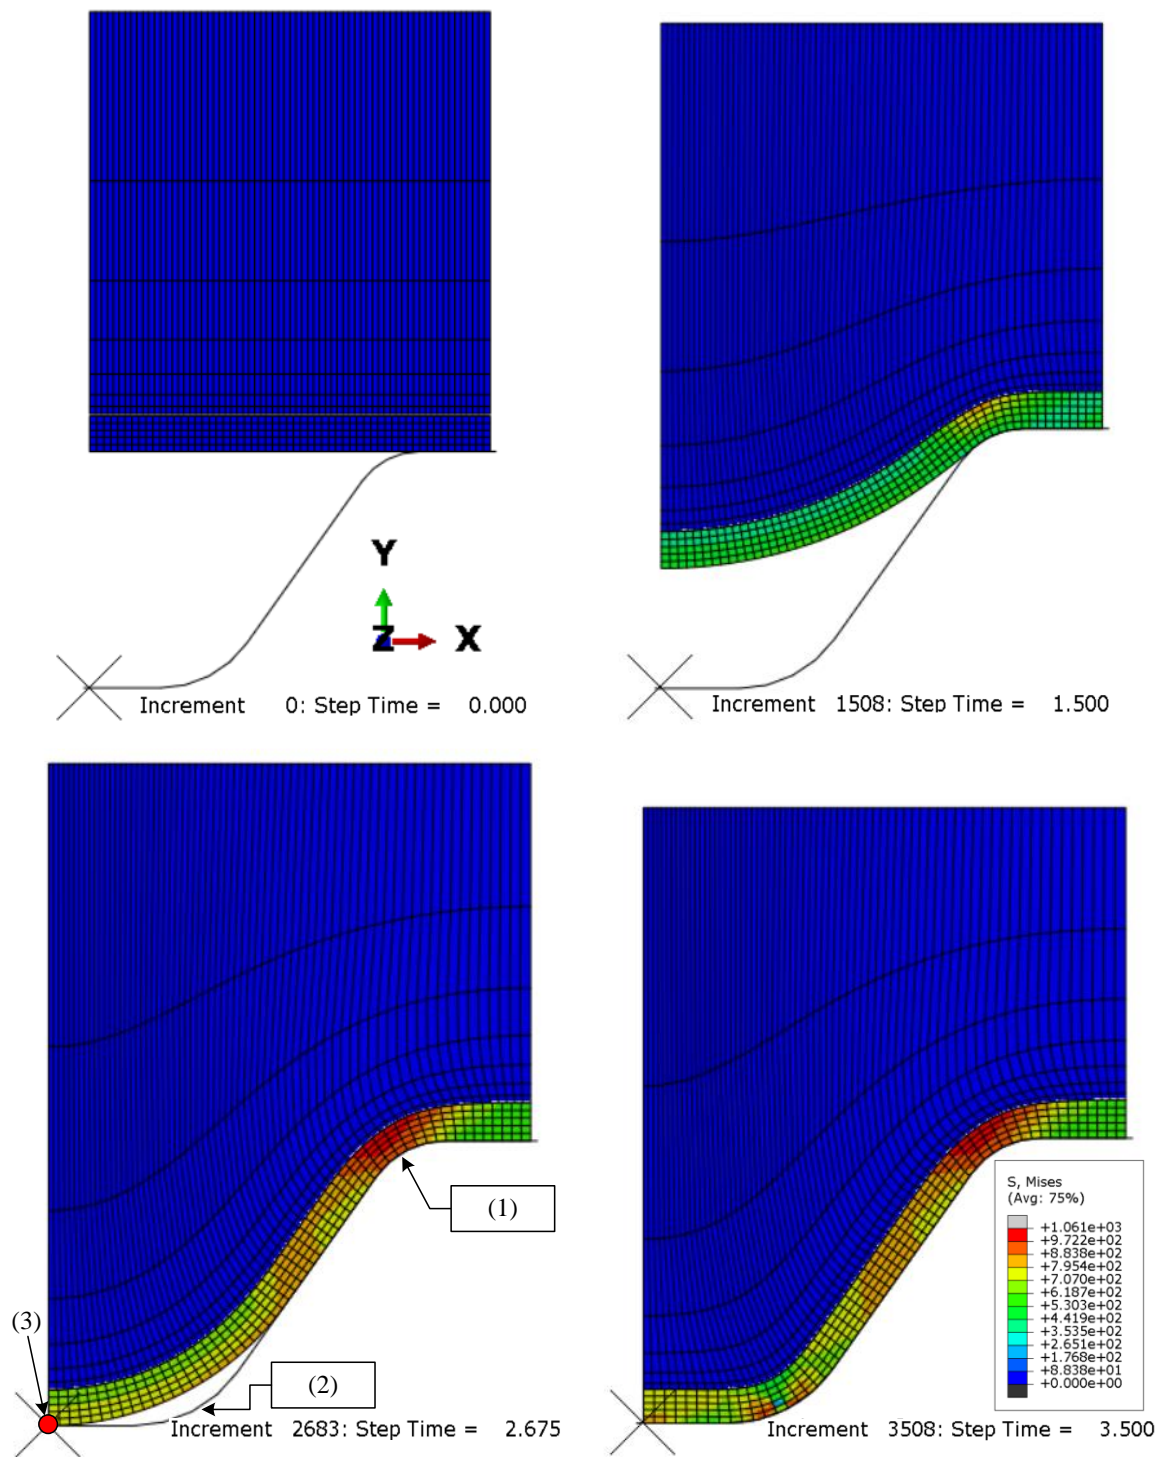 Y
Z X
Increment 0: Step Time = 0.000
Increment 1508: Step Time = 1.500
(1)
(3)
(2)
Increment 2683: Step Time = 2.675
S, Mises
(Avg: 75%)
+1.061e+03
+9.722e+02
+8.838e+02
+7.954e+02
+7.070e+02
+6.187e+02
+5.303e+02
+4.419e+02
+3.535e+02
+2.651e+02
+1.768e+02
+8.838e+01
+0.000e+00
Increment 3508: Step Time = 3.500